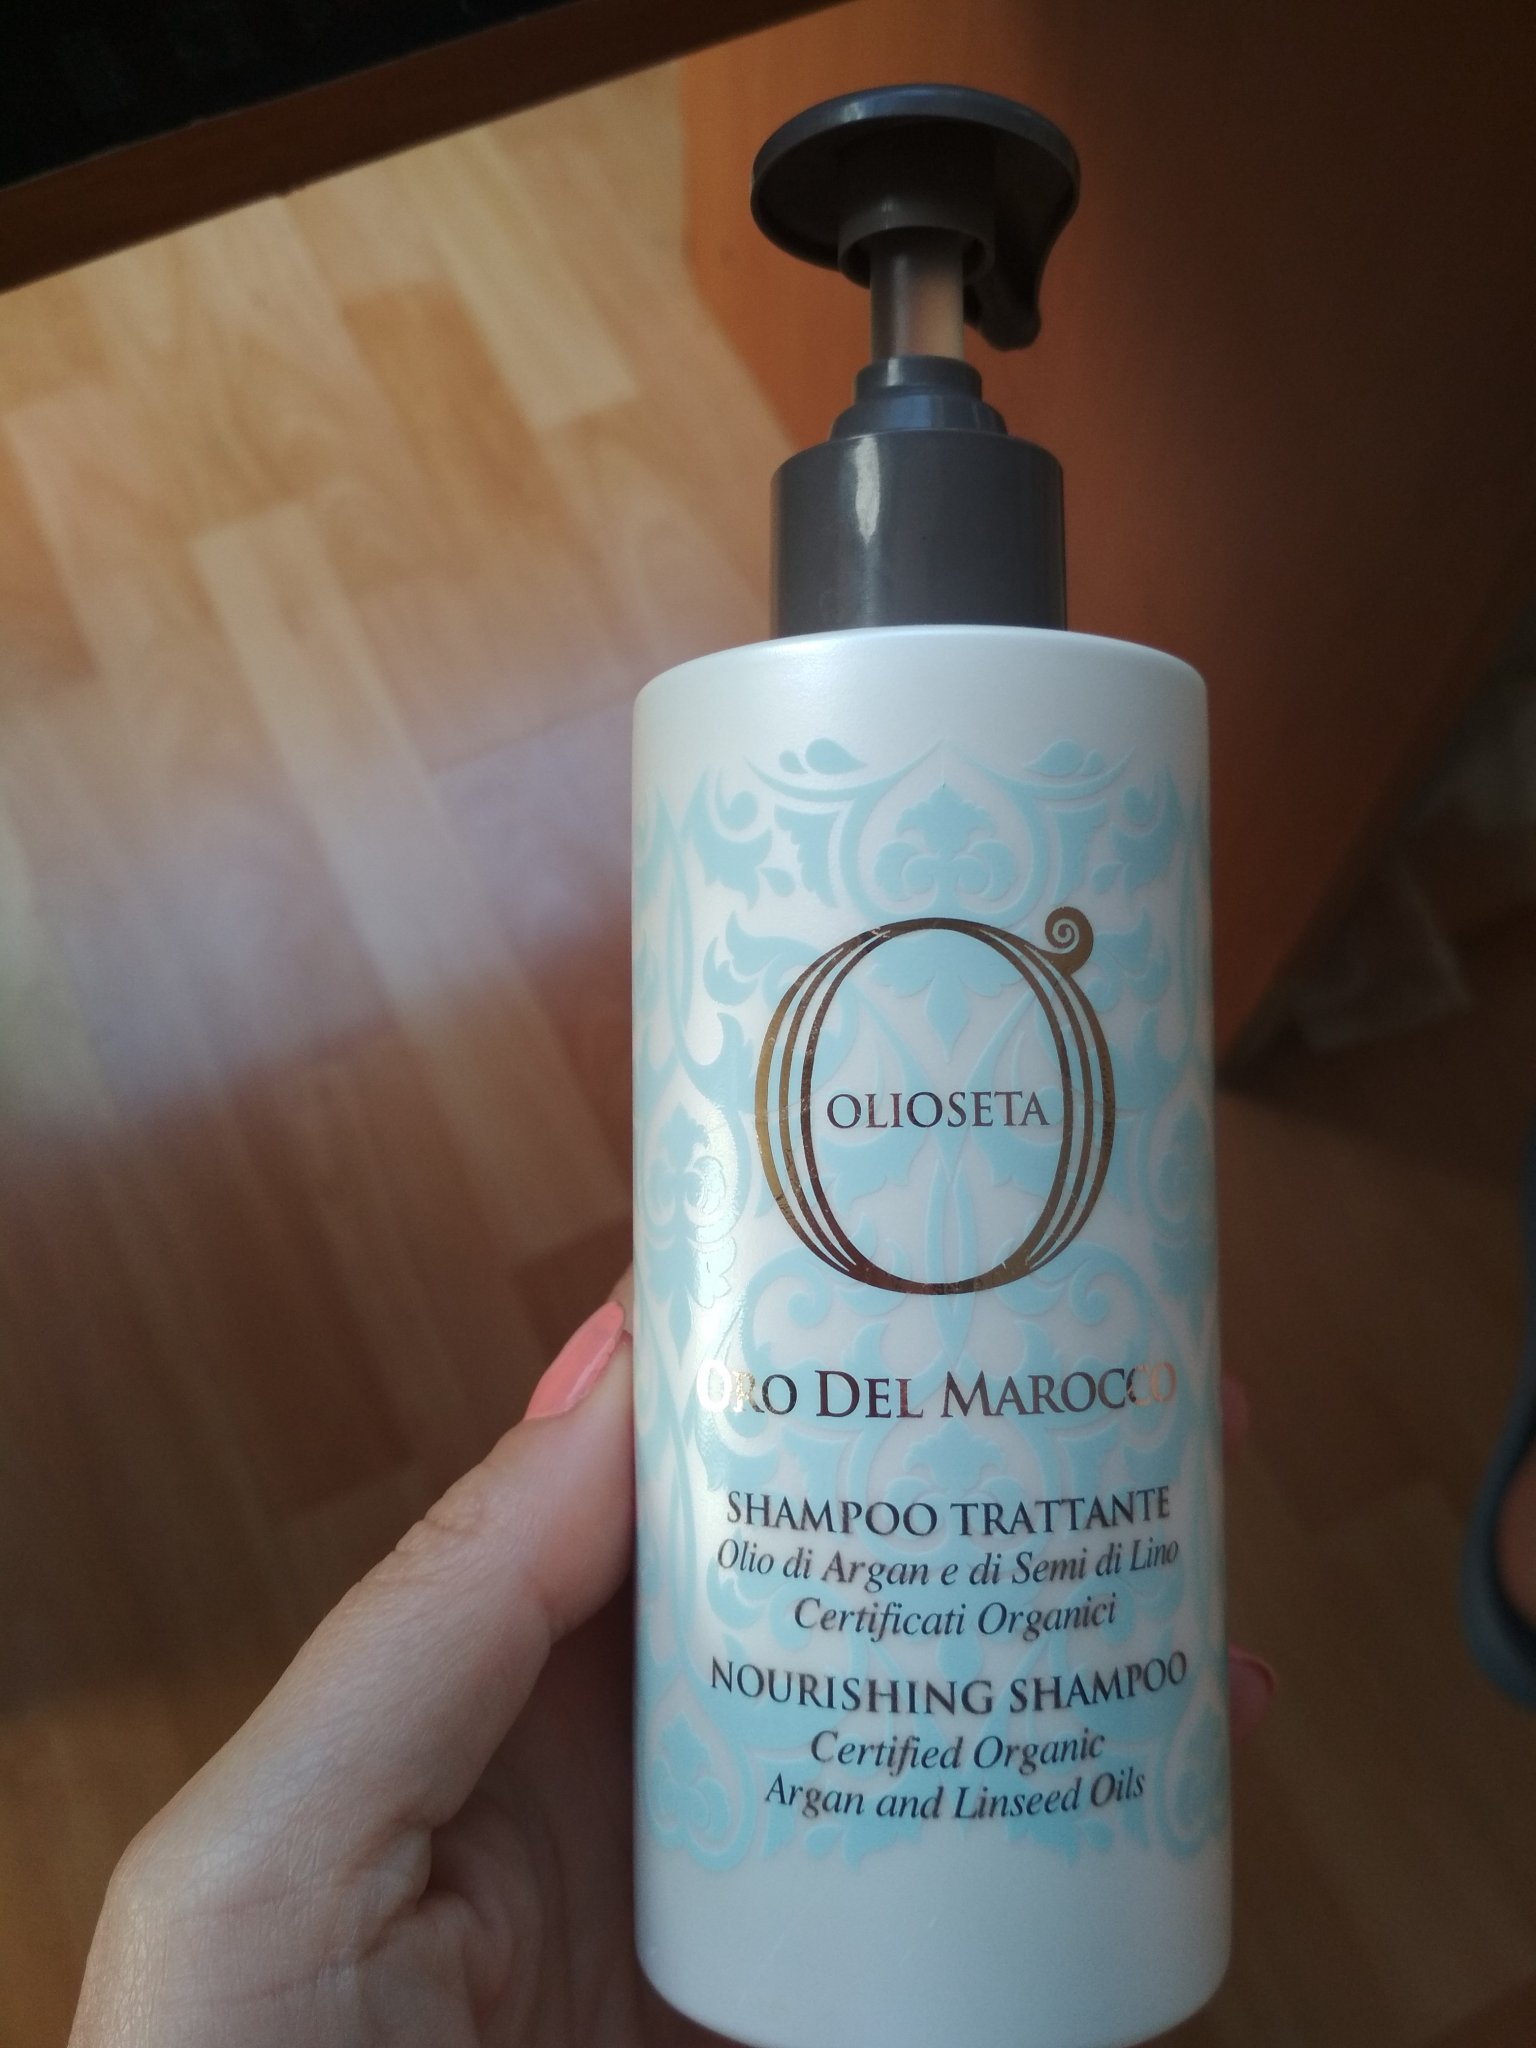 OLIOSETA
ORO DEL MAROCCO
SHAMPOO TRATTANTE
Olio di Argan e di Semi di Lino
Certificati Organici
NOURISHING SHAMPOO
Certified Organic
Argan and Linseed Oils